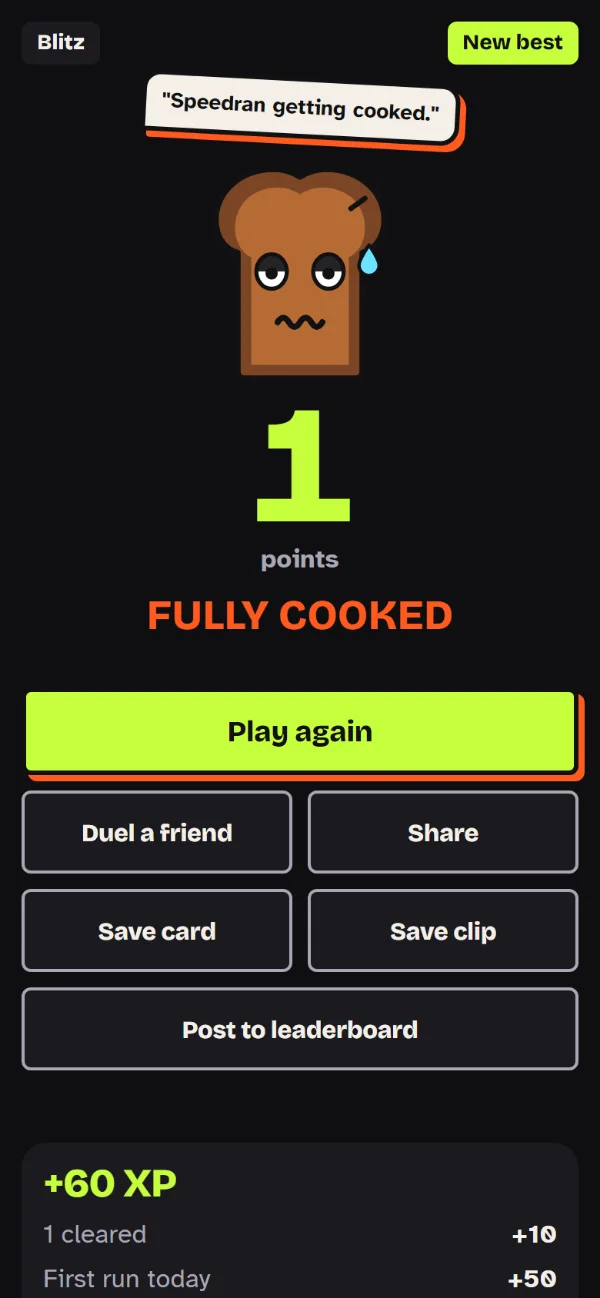 Blitz
New best
"Speedran getting cooked."
1
points
FULLY COOKED
Play again
Duel a friend
Share
Save card
Save clip
Post to leaderboard
+60 XP
1 cleared
+10
First run today
+50